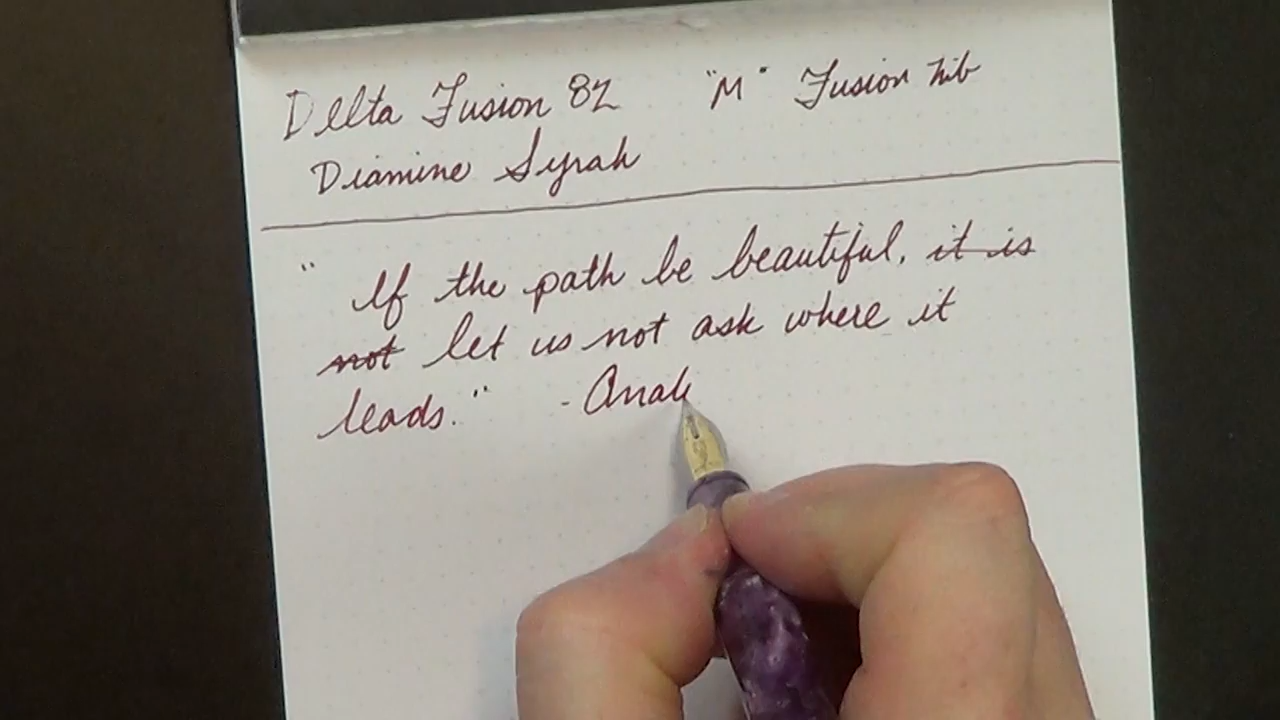 Delta Fusion 82 "M" Fusion nib
Diamine Syrah
" If the path be beautiful, it is
not let us not ask where it
leads." - Anal